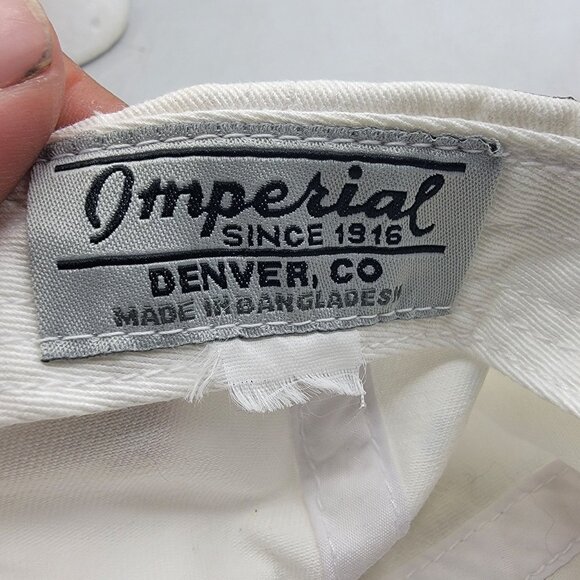 Imperial
SINCE 1916
DENVER, CO
MADE IN BANGLADESH